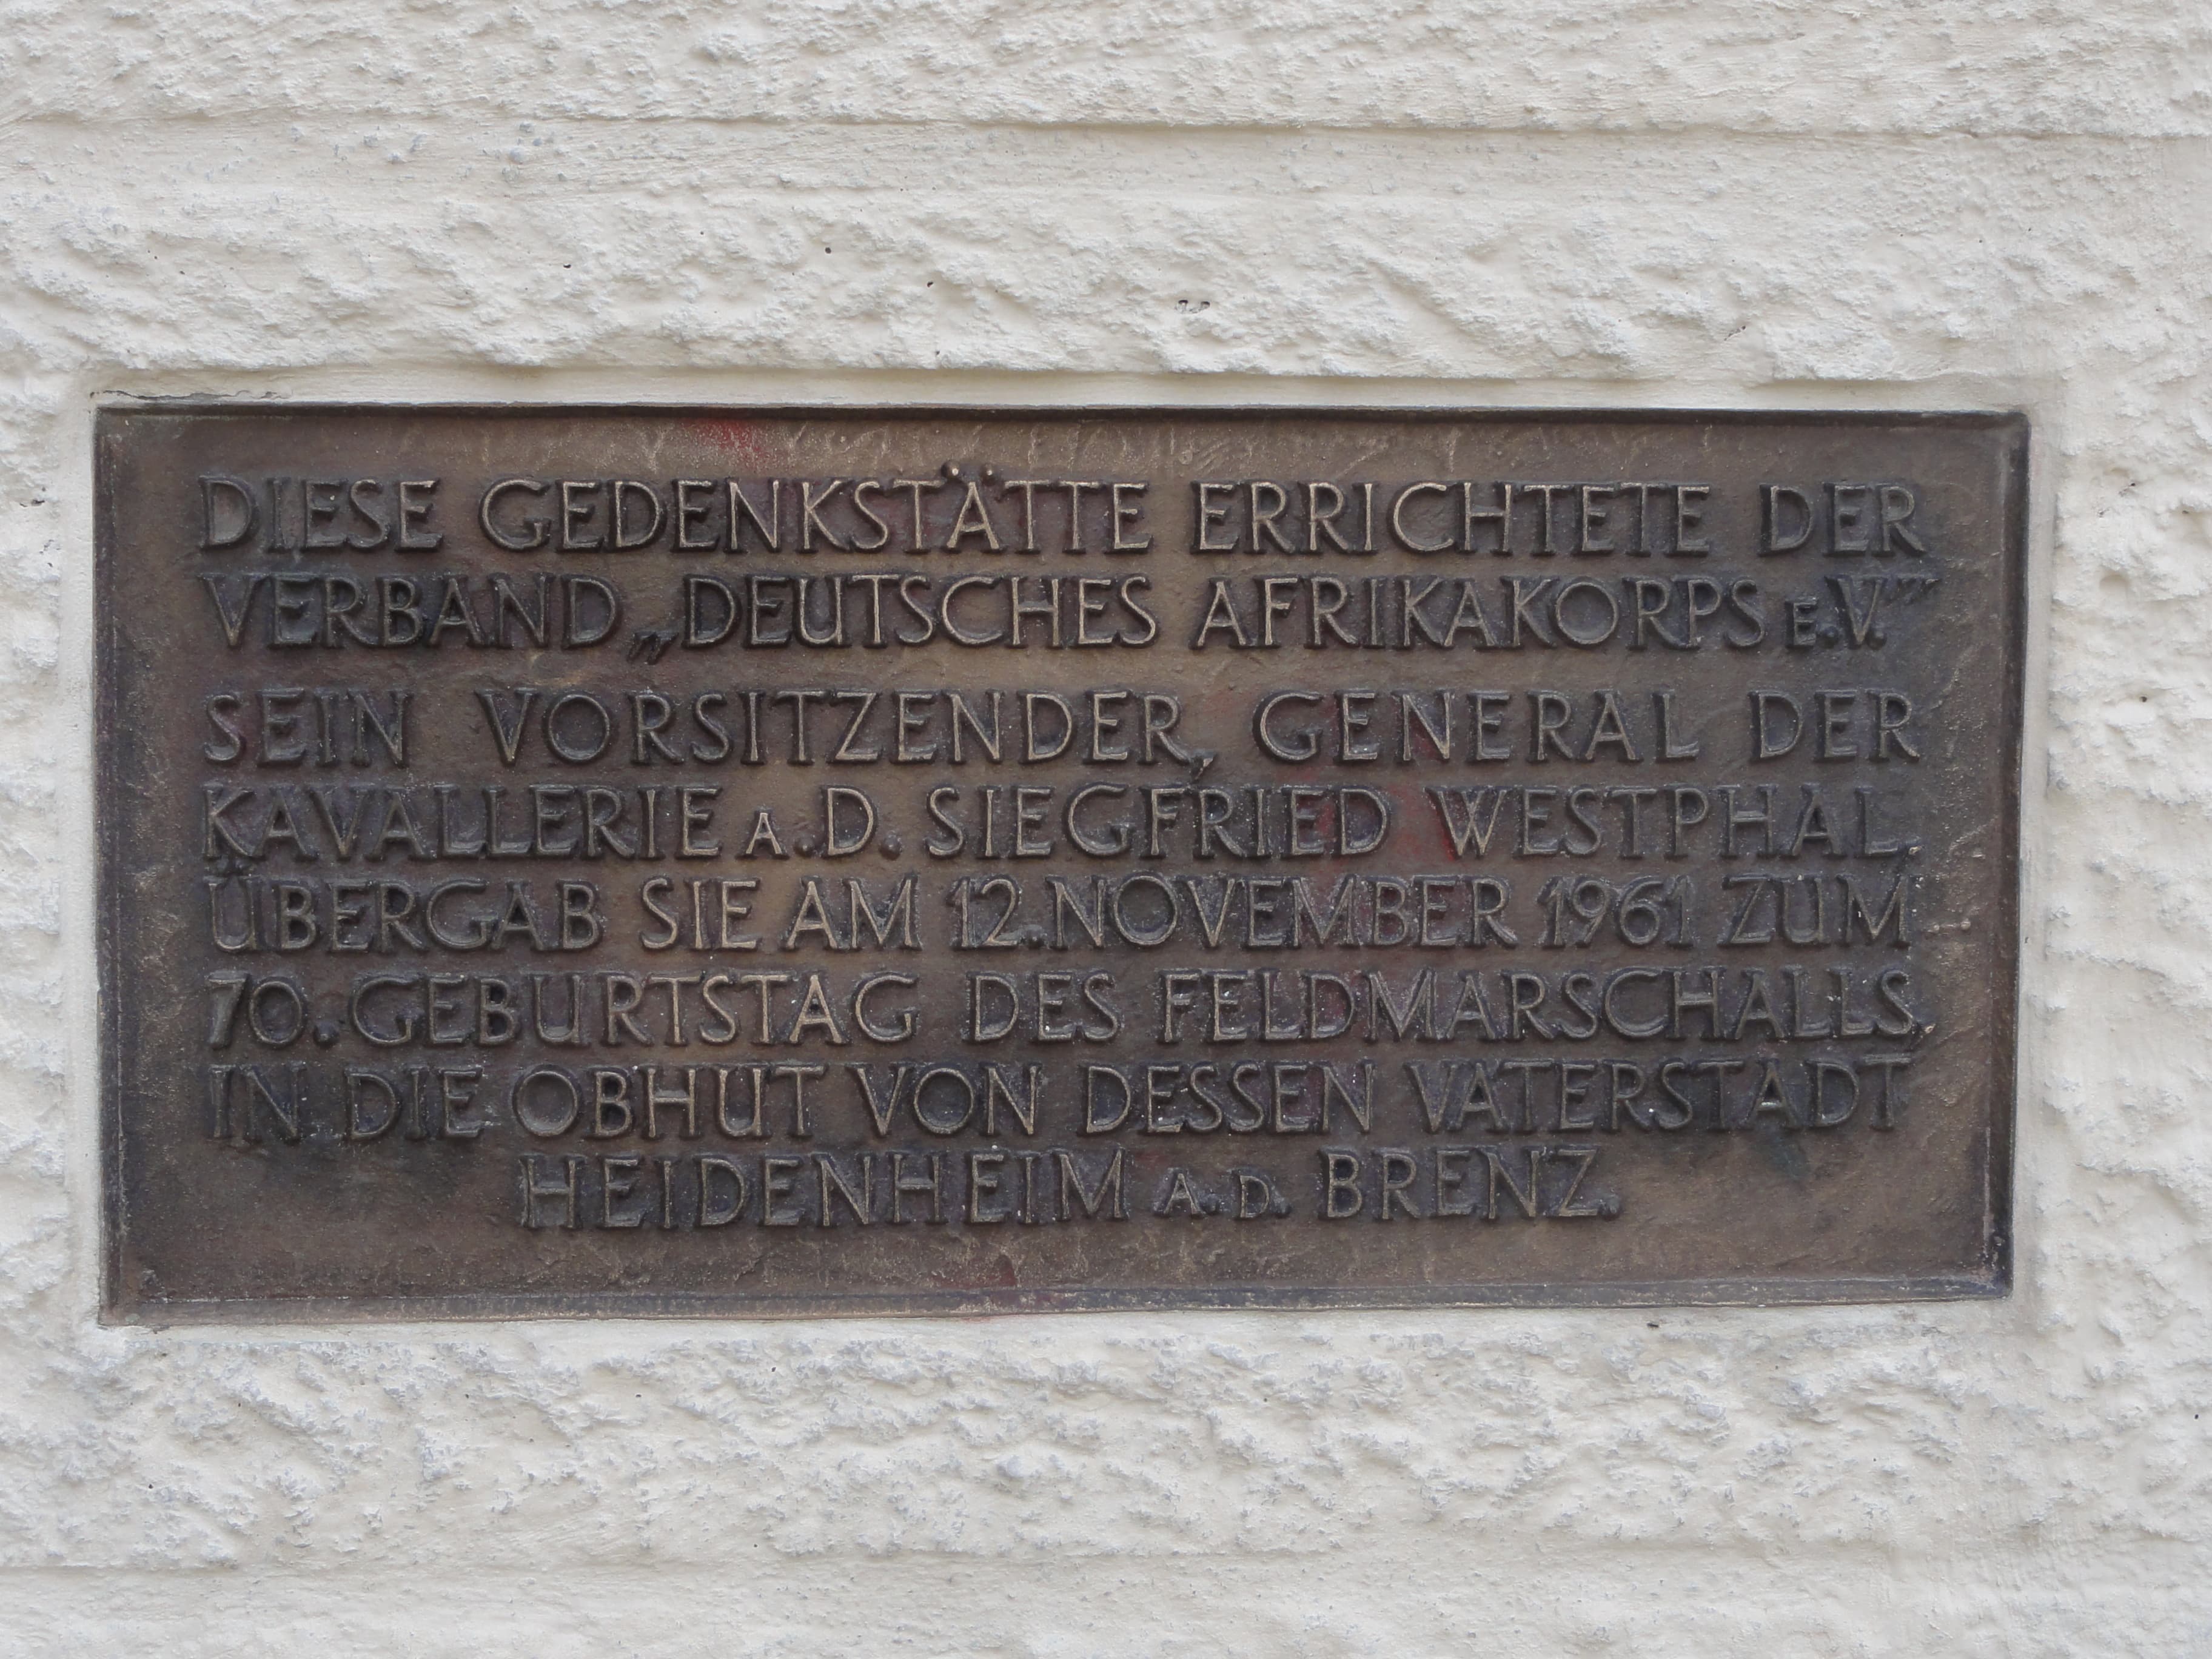 DIESE GEDENKSTÄTTE ERRICHTETE DER
VERBAND „DEUTSCHES AFRIKAKORPS E.V.”
SEIN VORSITZENDER, GENERAL DER
KAVALLERIE A.D. SIEGFRIED WESTPHAL,
ÜBERGAB SIE AM 12. NOVEMBER 1961 ZUM
70. GEBURTSTAG DES FELDMARSCHALLS
IN DIE OBHUT VON DESSEN VATERSTADT
HEIDENHEIM A.D. BRENZ.